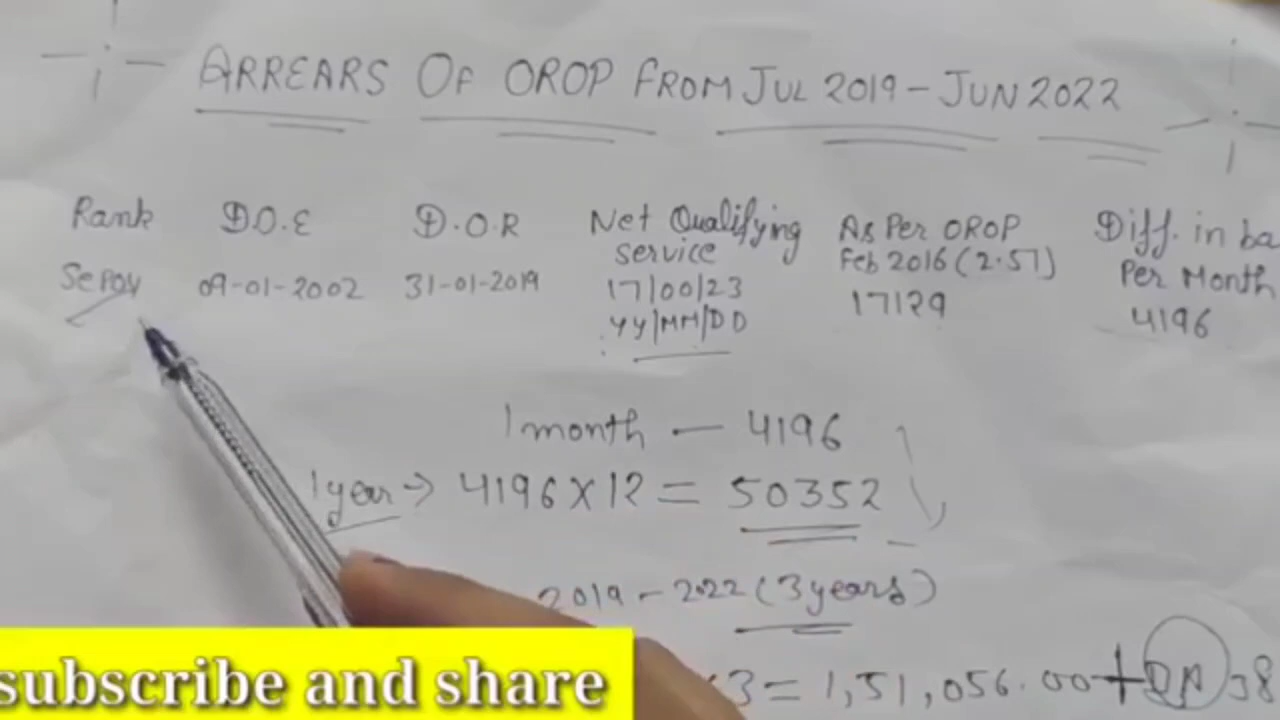 ARREARS OF OROP FROM JUL 2019 - JUN 2022
Rank D.O.E D.O.R Net Qualifying service As Per OROP Feb 2016 (2.57) Diff. in ba Per Month
Sepoy 09-01-2002 31-01-2019 17/00/23 17129 4196
YY/MM/DD
1 month — 4196
1 year → 4196 X 12 = 50352
2019 - 2022 (3 years)
3 = 1,51,056.00 + 38
subscribe and share